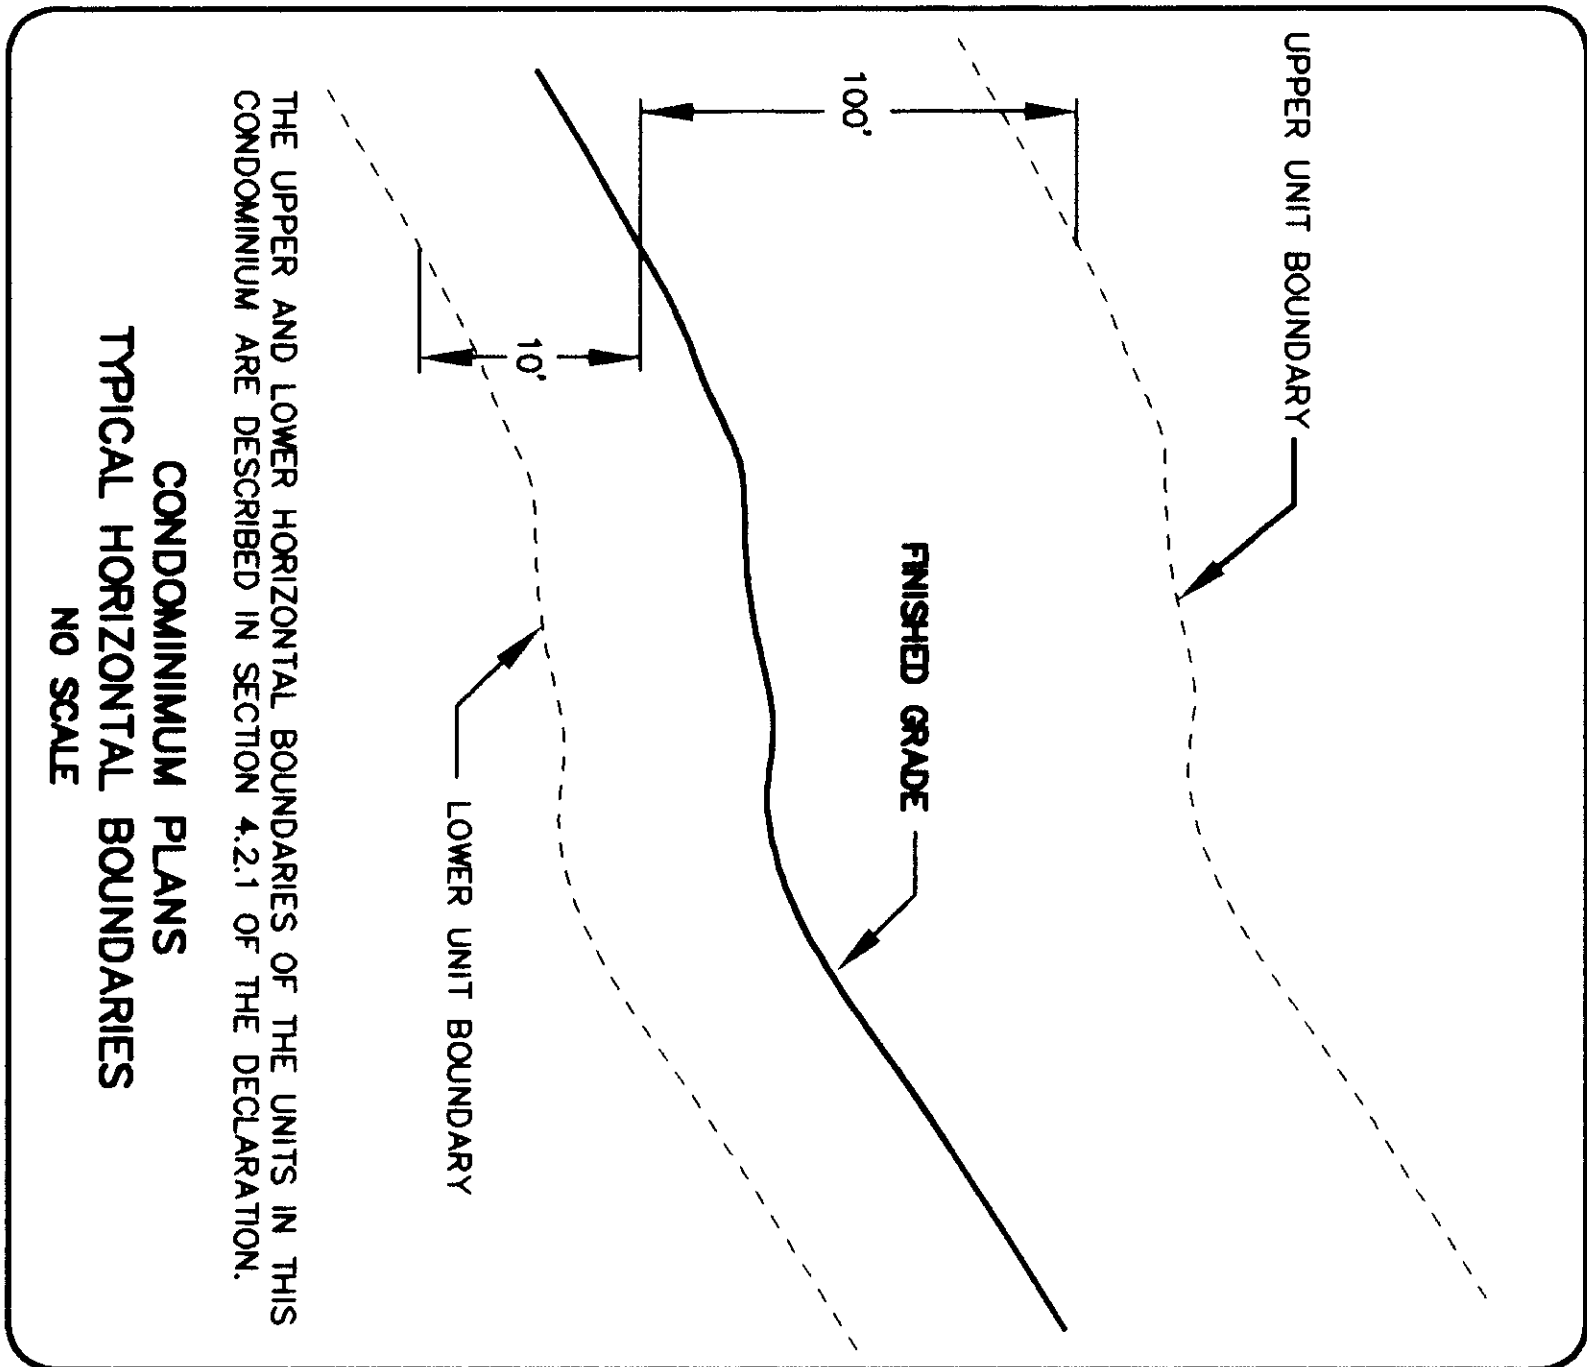 UPPER UNIT BOUNDARY
100'
FINISHED GRADE
10'
LOWER UNIT BOUNDARY
THE UPPER AND LOWER HORIZONTAL BOUNDARIES OF THE UNITS IN THIS
CONDOMINIUM ARE DESCRIBED IN SECTION 4.2.1 OF THE DECLARATION.
CONDOMINIMUM PLANS
TYPICAL HORIZONTAL BOUNDARIES
NO SCALE